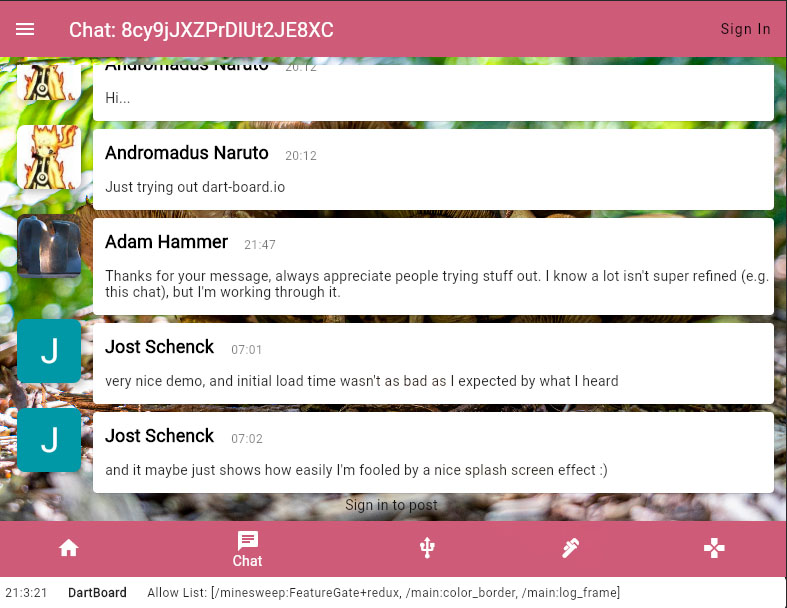 Chat: 8cy9jJXZPrDlUt2JE8XC
Sign In
Andromadus Naruto 20:12
Hi...
Andromadus Naruto 20:12
Just trying out dart-board.io
Adam Hammer 21:47
Thanks for your message, always appreciate people trying stuff out. I know a lot isn't super refined (e.g.
this chat), but I'm working through it.
J
Jost Schenck 07:01
very nice demo, and initial load time wasn't as bad as I expected by what I heard
J
Jost Schenck 07:02
and it maybe just shows how easily I'm fooled by a nice splash screen effect :)
Sign in to post
Chat
21:3:21 DartBoard Allow List: [/minesweep:FeatureGate+redux, /main:color_border, /main:log_frame]